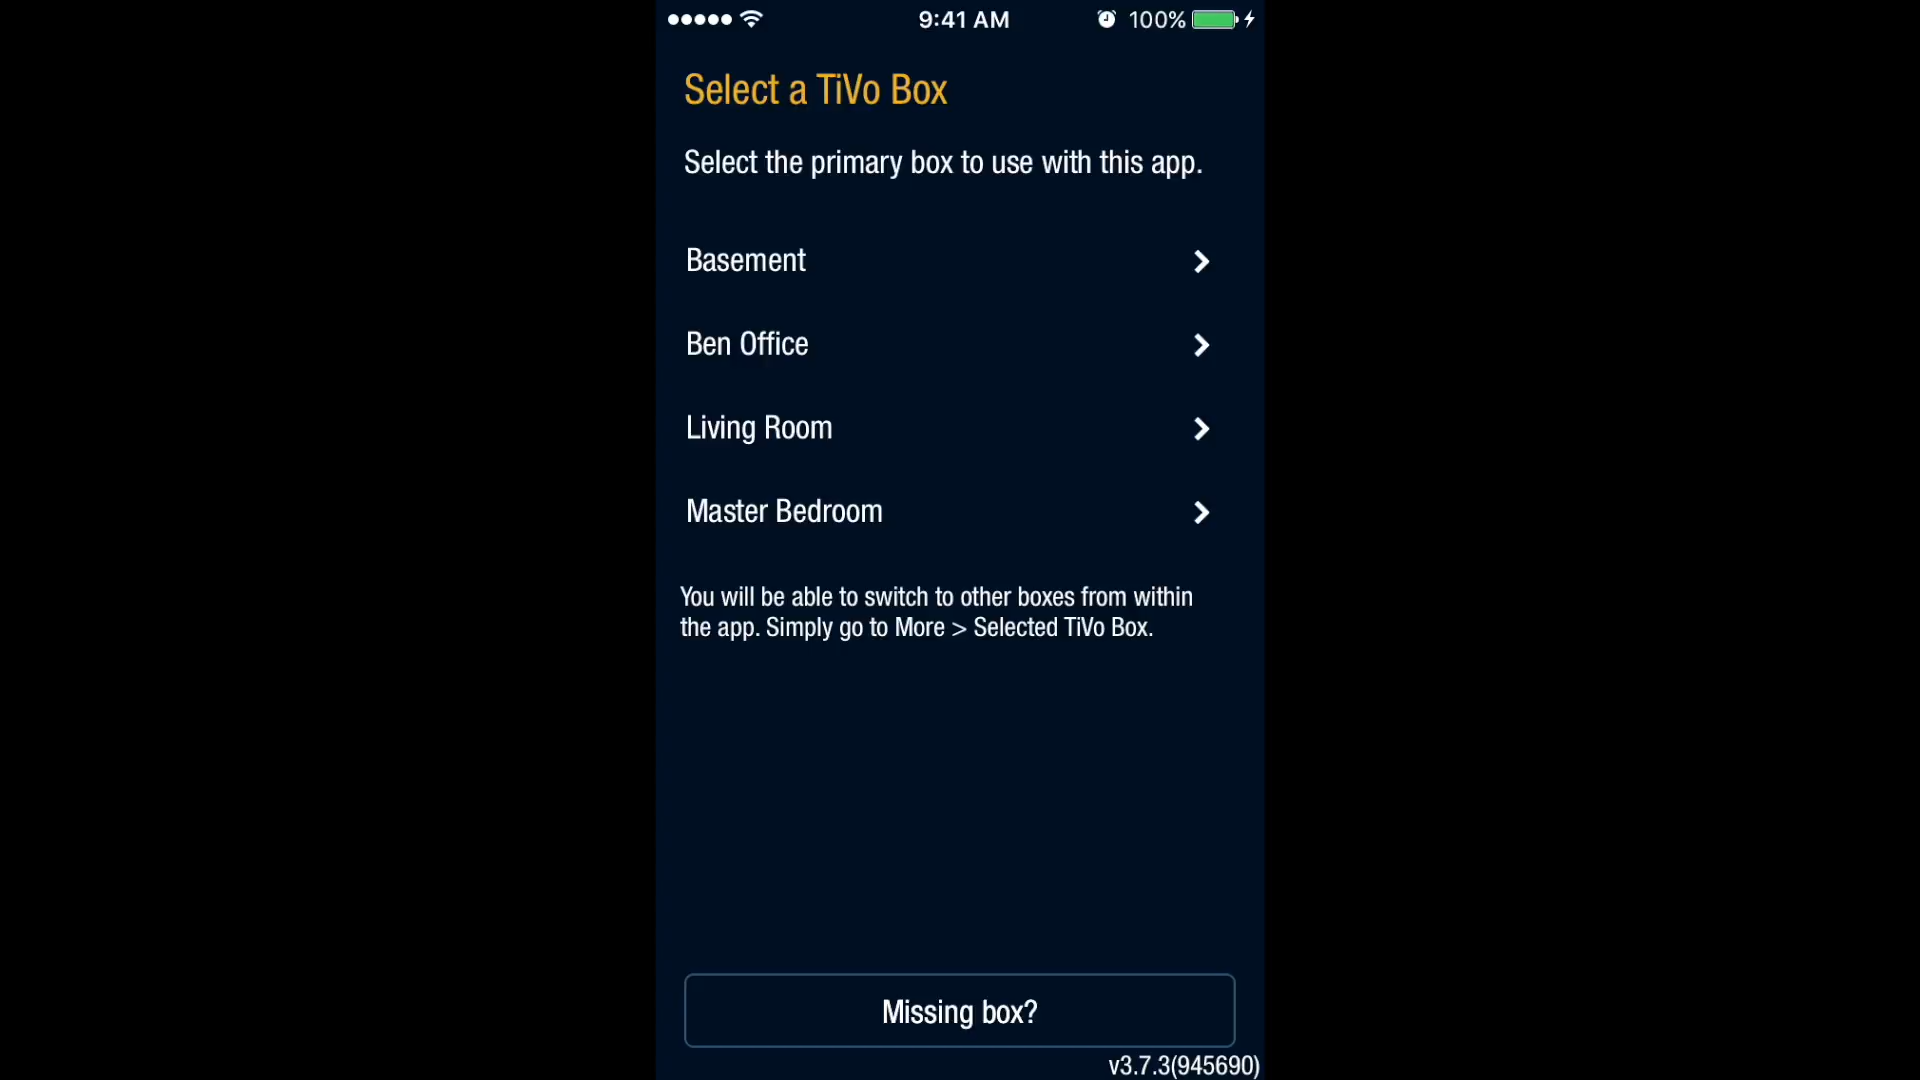 9:41 AM 100%
Select a TiVo Box
Select the primary box to use with this app.
Basement
Ben Office
Living Room
Master Bedroom
You will be able to switch to other boxes from within
the app. Simply go to More > Selected TiVo Box.
Missing box?
v3.7.3(945690)